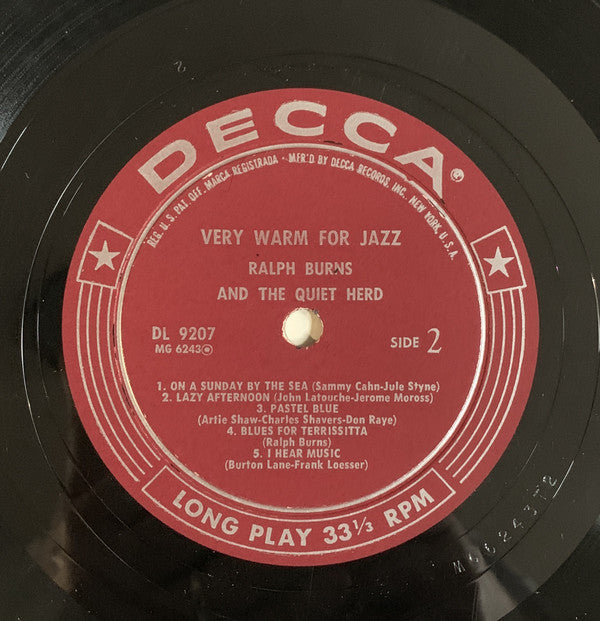 DECCA®
REG. U.S. PAT. OFF. MARCA REGISTRADA • MFR'D BY DECCA RECORDS, INC., NEW YORK, U.S.A.
VERY WARM FOR JAZZ
RALPH BURNS
AND THE QUIET HERD
DL 9207
MG 6243
SIDE 2
1. ON A SUNDAY BY THE SEA (Sammy Cahn-Jule Styne)
2. LAZY AFTERNOON (John Latouche-Jerome Moross)
3. PASTEL BLUE
(Artie Shaw-Charles Shavers-Don Raye)
4. BLUES FOR TERRISSITTA
(Ralph Burns)
5. I HEAR MUSIC
(Burton Lane-Frank Loesser)
LONG PLAY 33⅓ RPM
2